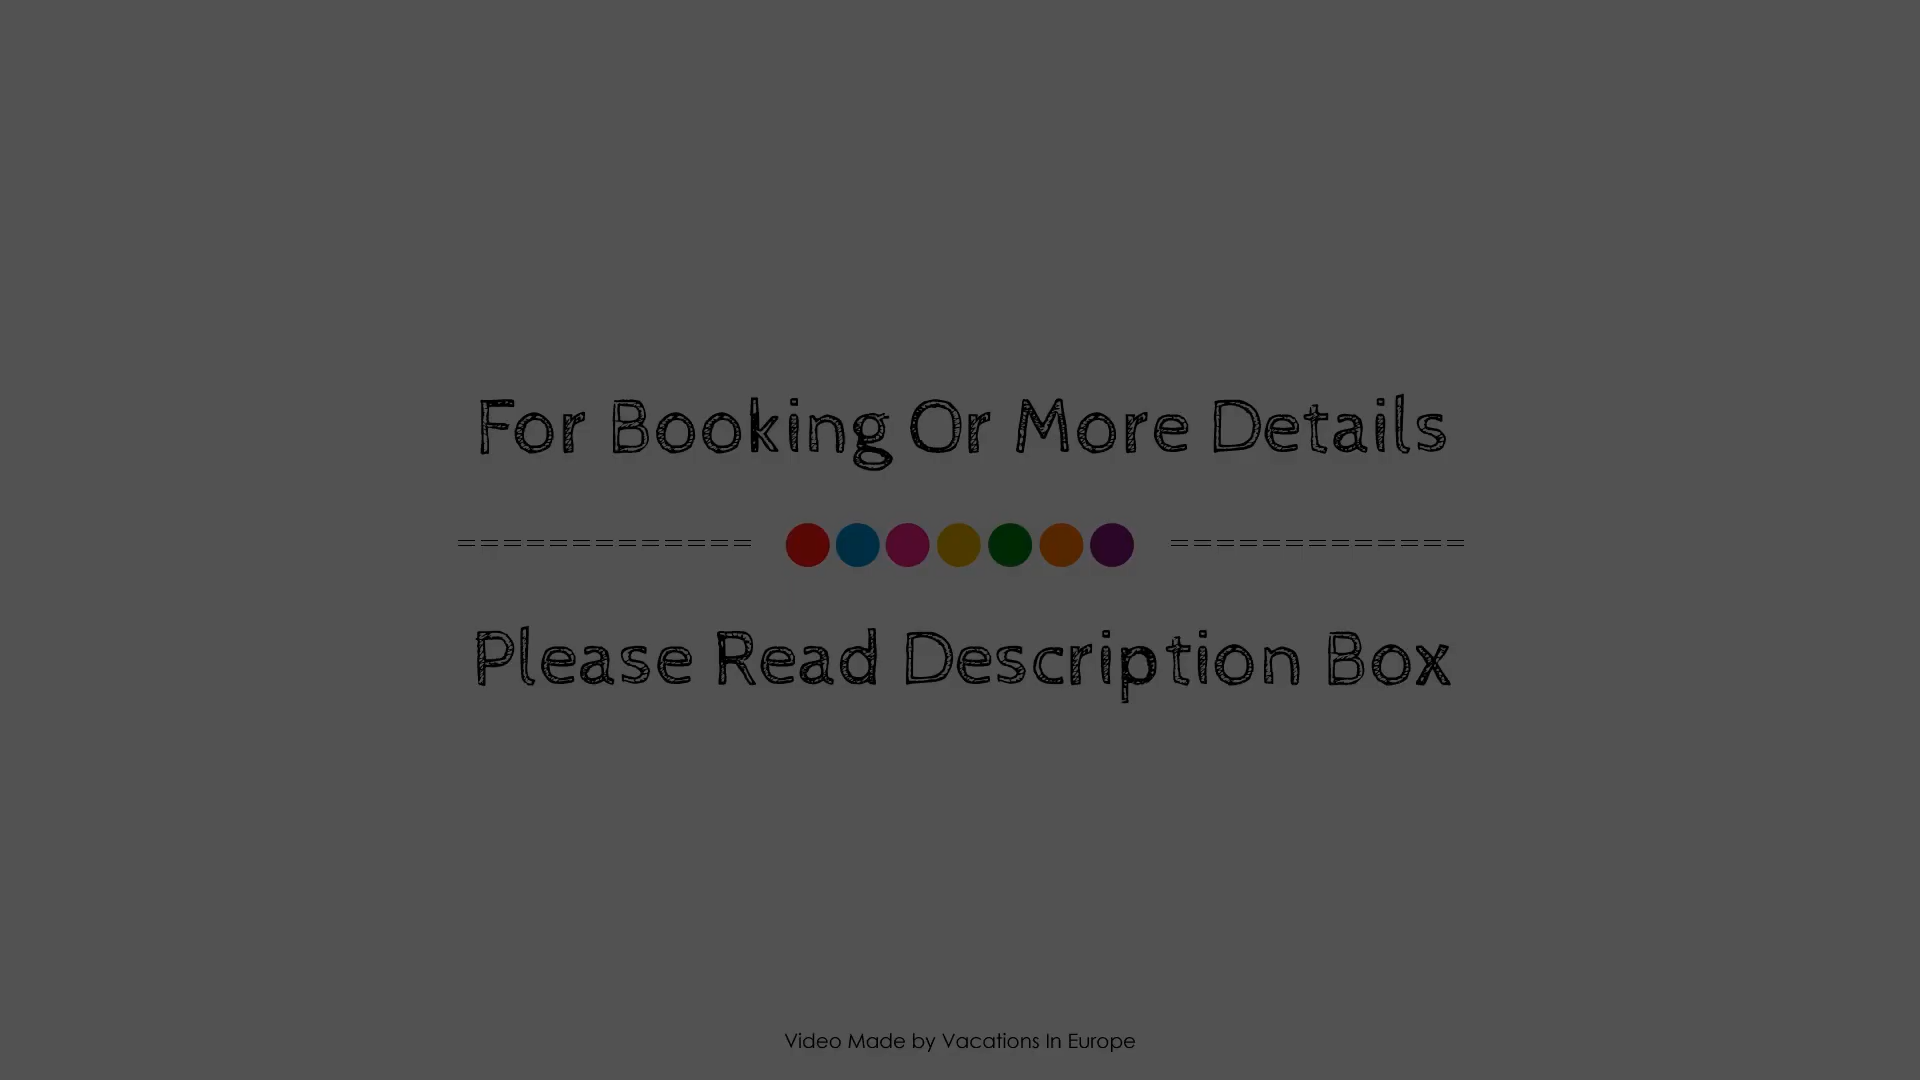 For Booking Or More Details
============= =============
Please Read Description Box
Video Made by Vacations In Europe